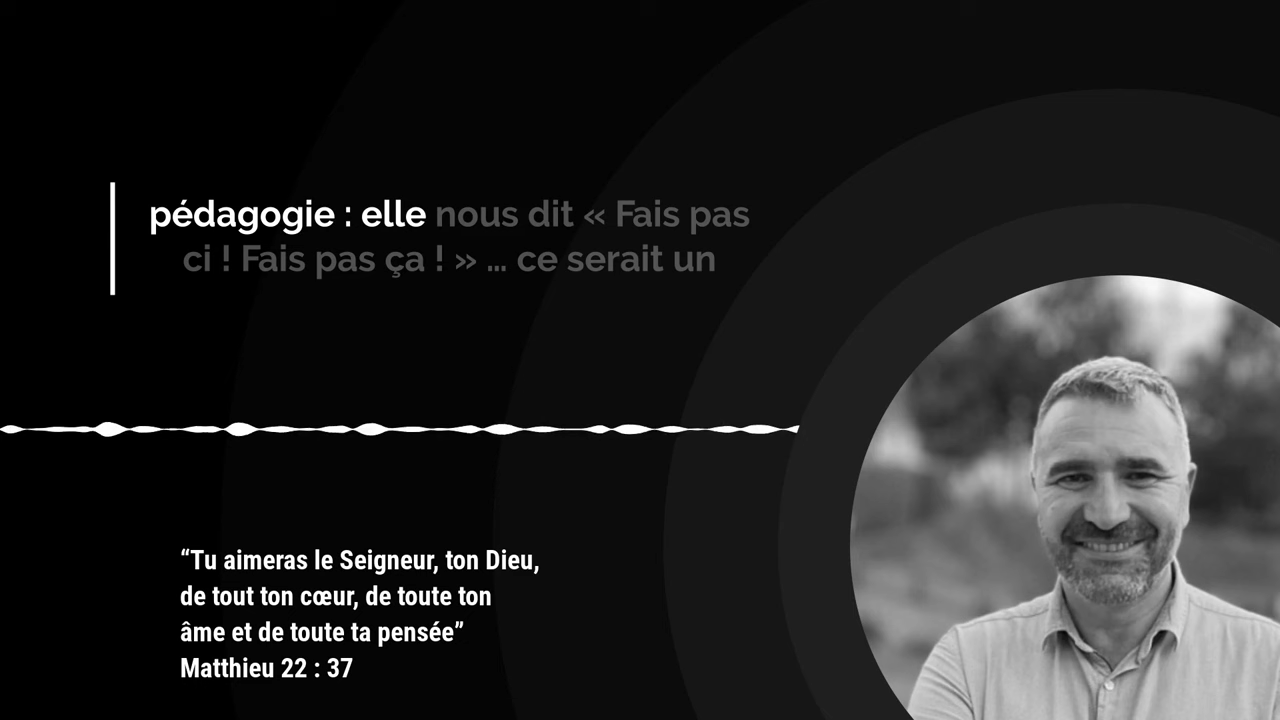 pédagogie : elle nous dit « Fais pas
ci ! Fais pas ça ! » ... ce serait un
“Tu aimeras le Seigneur, ton Dieu,
de tout ton cœur, de toute ton
âme et de toute ta pensée”
Matthieu 22 : 37